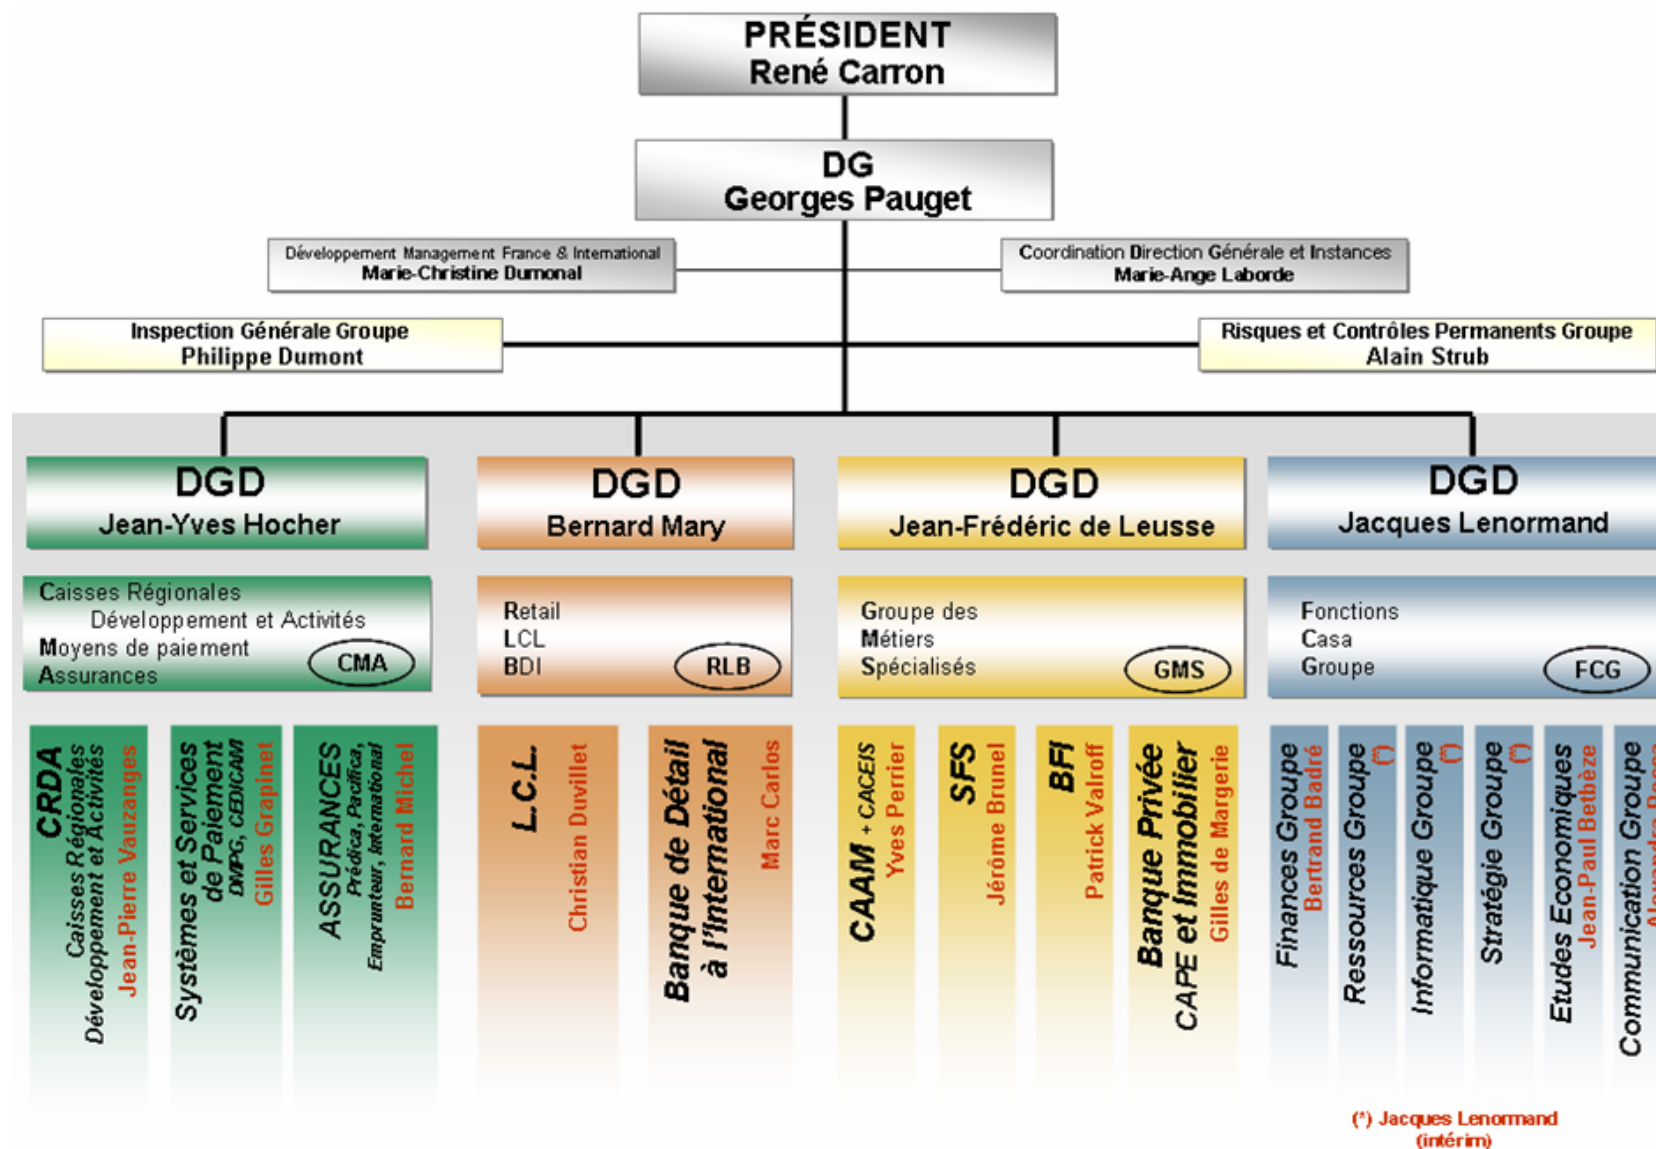 PRÉSIDENT
René Carron
DG
Georges Pauget
Développement Management France & International
Marie-Christine Dumonal
Coordination Direction Générale et Instances
Marie-Ange Laborde
Inspection Générale Groupe
Philippe Dumont
Risques et Contrôles Permanents Groupe
Alain Strub
DGD
Jean-Yves Hocher
DGD
Bernard Mary
DGD
Jean-Frédéric de Leusse
DGD
Jacques Lenormand
Caisses Régionales
Développement et Activités
Moyens de paiement
Assurances
CMA
Retail
LCL
BDI
RLB
Groupe des
Métiers
Spécialisés
GMS
Fonctions
Casa
Groupe
FCG
CRDA
Caisses Régionales
Développement et Activités
Jean-Pierre Vauzanges
Systèmes et Services
de Paiement
DMPG, CEDICAM
Gilles Grapinet
ASSURANCES
Prédica, Pacifica,
Emprunteur, international
Bernard Michel
L.C.L.
Christian Duvillet
Banque de Détail
à l'International
Marc Carlos
CAAM + CACEIS
Yves Perrier
SFS
Jérôme Brunel
BFI
Patrick Valroff
Banque Privée
CAPE et Immobilier
Gilles de Margerie
Finances Groupe
Bertrand Badré
Ressources Groupe
(*)
Informatique Groupe
(*)
Stratégie Groupe
(*)
Etudes Economiques
Jean-Paul Betbèze
Communication Groupe
(*) Jacques Lenormand
(intérim)